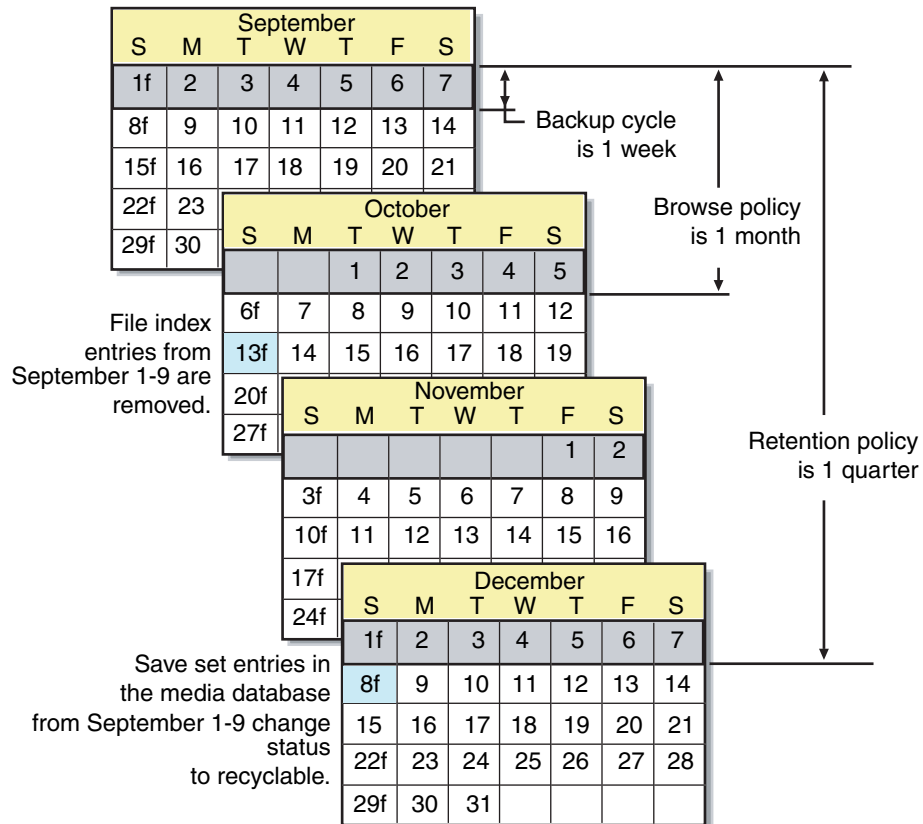 September
S M T W T F S
1f 2 3 4 5 6 7
8f 9 10 11 12 13 14
15f 16 17 18 19 20 21
22f 23
29f 30
Backup cycle
is 1 week
Browse policy
is 1 month
Retention policy
is 1 quarter
October
S M T W T F S
1 2 3 4 5
6f 7 8 9 10 11 12
13f 14 15 16 17 18 19
20f
27f
File index
entries from
September 1-9 are
removed.
November
S M T W T F S
1 2
3f 4 5 6 7 8 9
10f 11 12 13 14 15 16
17f
24f
December
S M T W T F S
1f 2 3 4 5 6 7
8f 9 10 11 12 13 14
15 16 17 18 19 20 21
22f 23 24 25 26 27 28
29f 30 31
Save set entries in
the media database
from September 1-9 change
status
to recyclable.